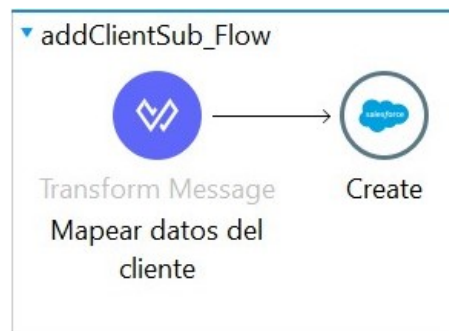 addClientSub_Flow
salesforce
Transform Message
Create
Mapear datos del
cliente